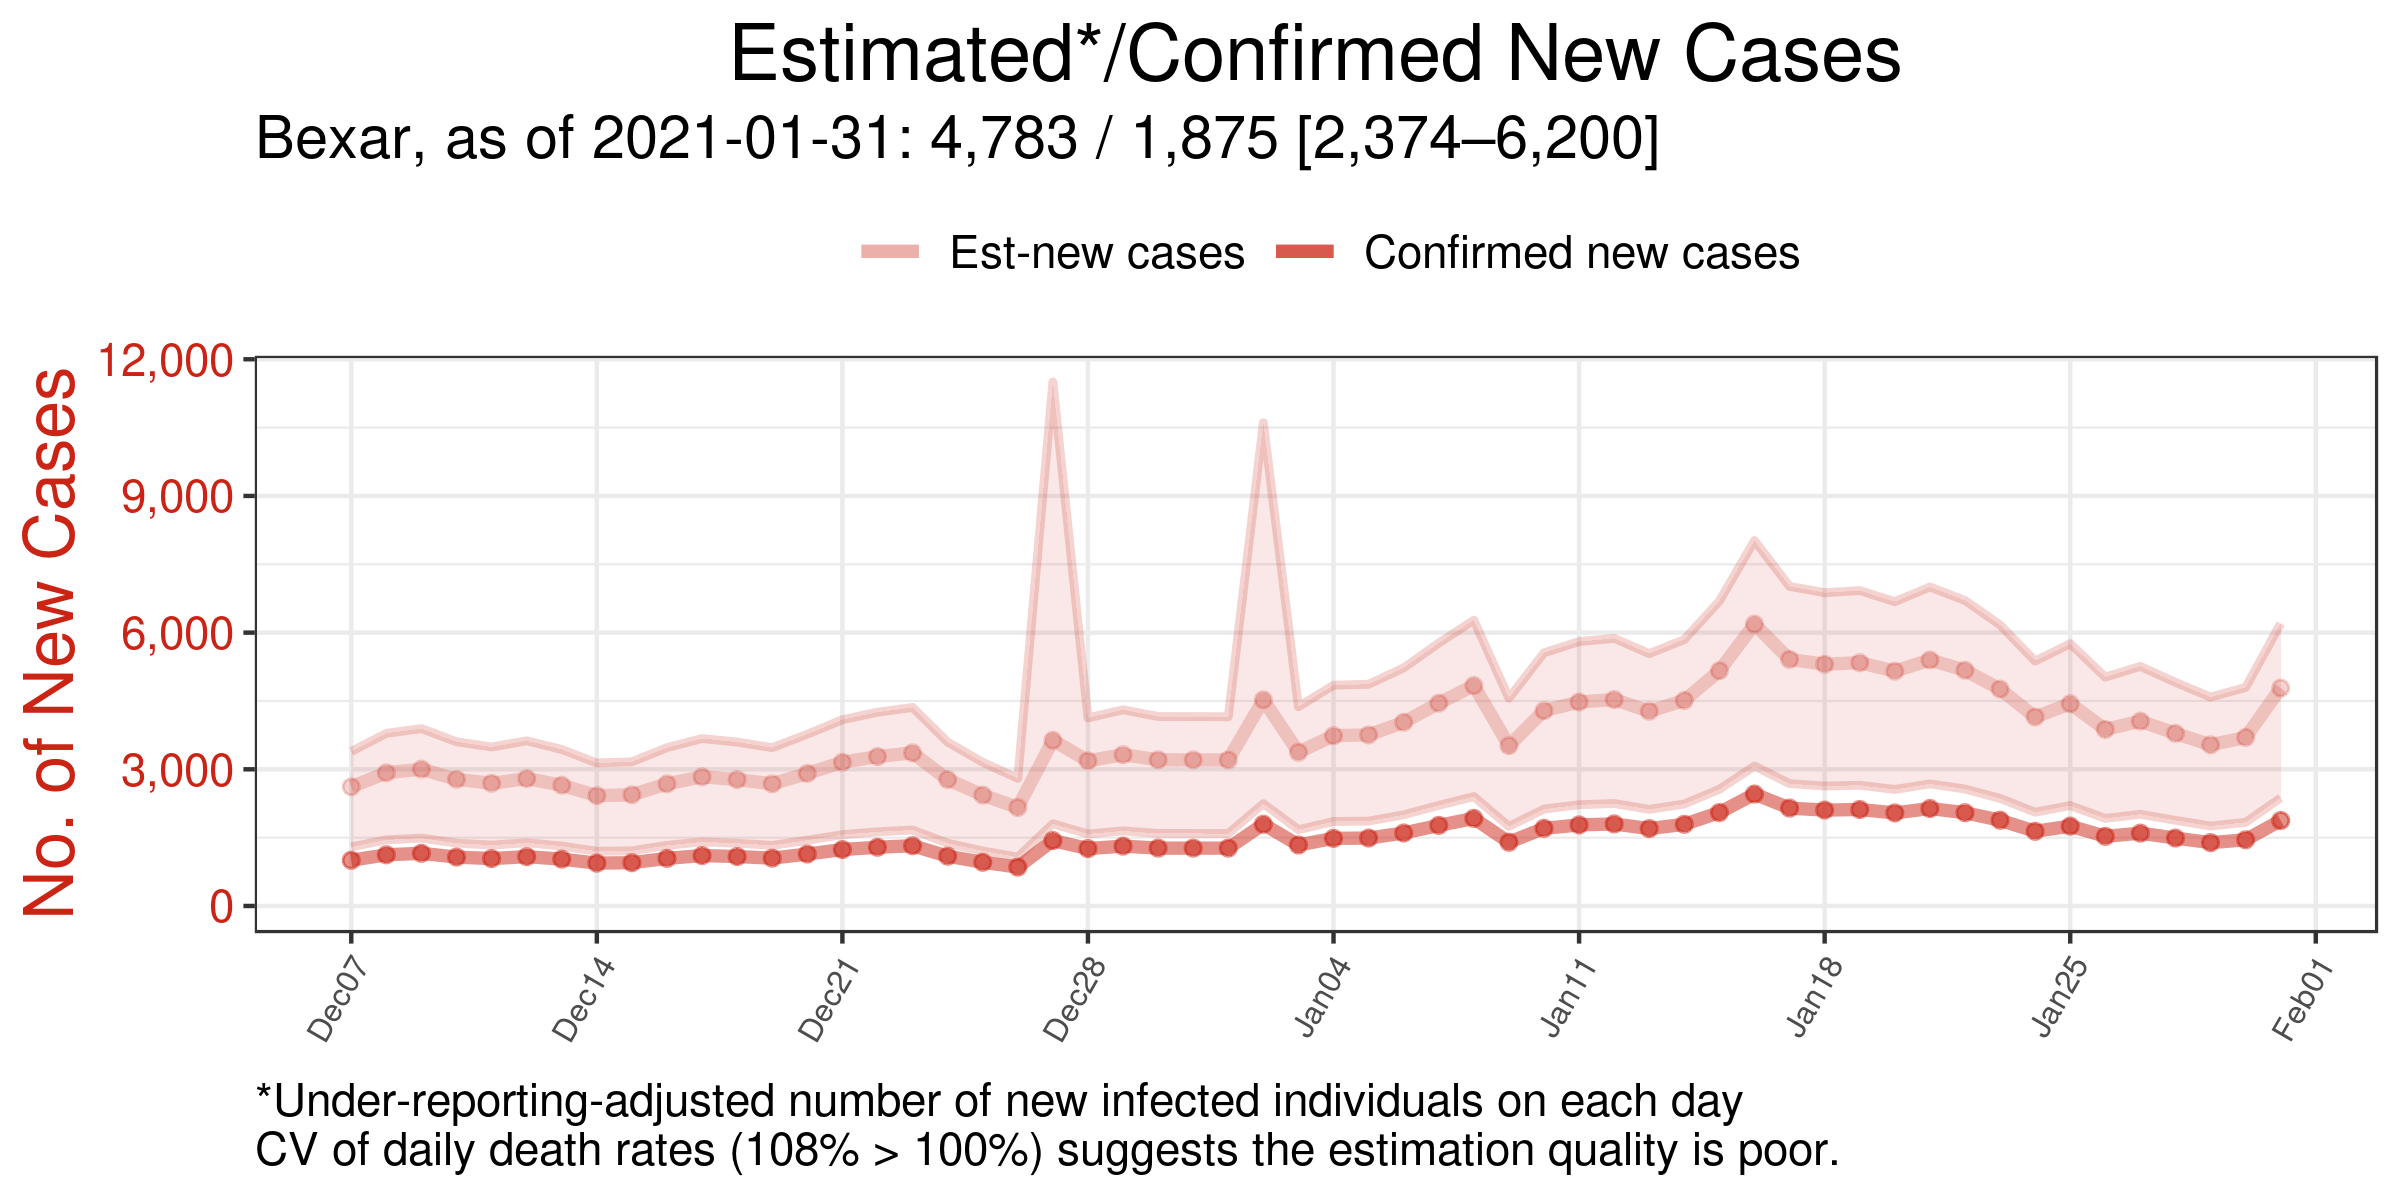 Estimated*/Confirmed New Cases
Bexar, as of 2021-01-31: 4,783 / 1,875 [2,374–6,200]
Est-new cases Confirmed new cases
No. of New Cases
12,000
9,000
6,000
3,000
0
Dec07 Dec14 Dec21 Dec28 Jan04 Jan11 Jan18 Jan25 Feb01
*Under-reporting-adjusted number of new infected individuals on each day
CV of daily death rates (108% > 100%) suggests the estimation quality is poor.